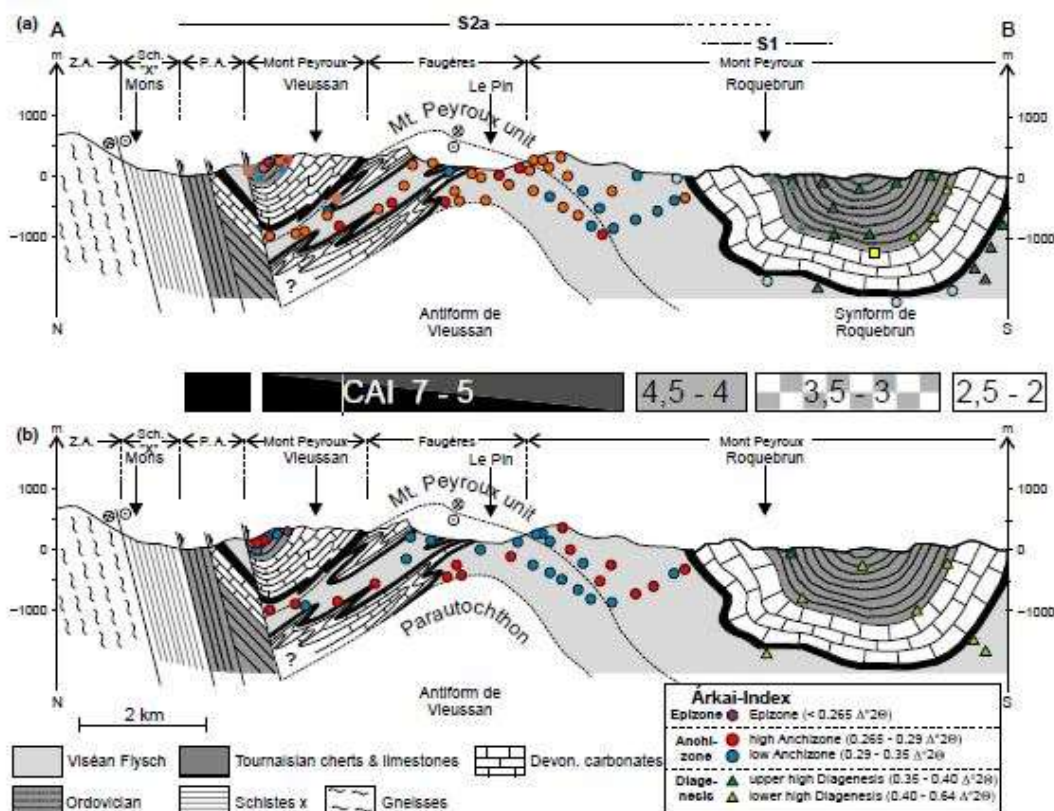 (a)
A
S2a
B
S1
m
Z.A.
Sch. "X"
P. A.
Mont Peyroux
Faugères
Mont Peyroux
m
Mons
Vieussan
Le Pin
Roquebrun
Mt. Peyroux unit
1000
1000
0
0
−1000
−1000
?
N
Antiform de Vieussan
Synform de Roquebrun
S
CAI 7 - 5
4,5 - 4
3,5 - 3
2,5 - 2
(b)
m
Z.A.
Sch. "X"
P. A.
Mont Peyroux
Faugères
Mont Peyroux
m
Mons
Vieussan
Le Pin
Roquebrun
Mt. Peyroux unit
1000
1000
0
0
−1000
−1000
?
Parautochthon
N
Antiform de Vieussan
S
2 km
Árkai-Index
Epizone Epizone (< 0.265 Δ°2Θ)
Anchizone
high Anchizone (0.265 - 0.29 Δ°2Θ)
low Anchizone (0.29 - 0.35 Δ°2Θ
Diagenesis
upper high Diagenesis (0.35 - 0.40 Δ°2Θ)
lower high Diagenesis (0.40 - 0.64 Δ°2Θ)
Viséan Flysch
Tournaisian cherts & limestones
Devon. carbonates
Ordovician
Schistes x
Gneisses